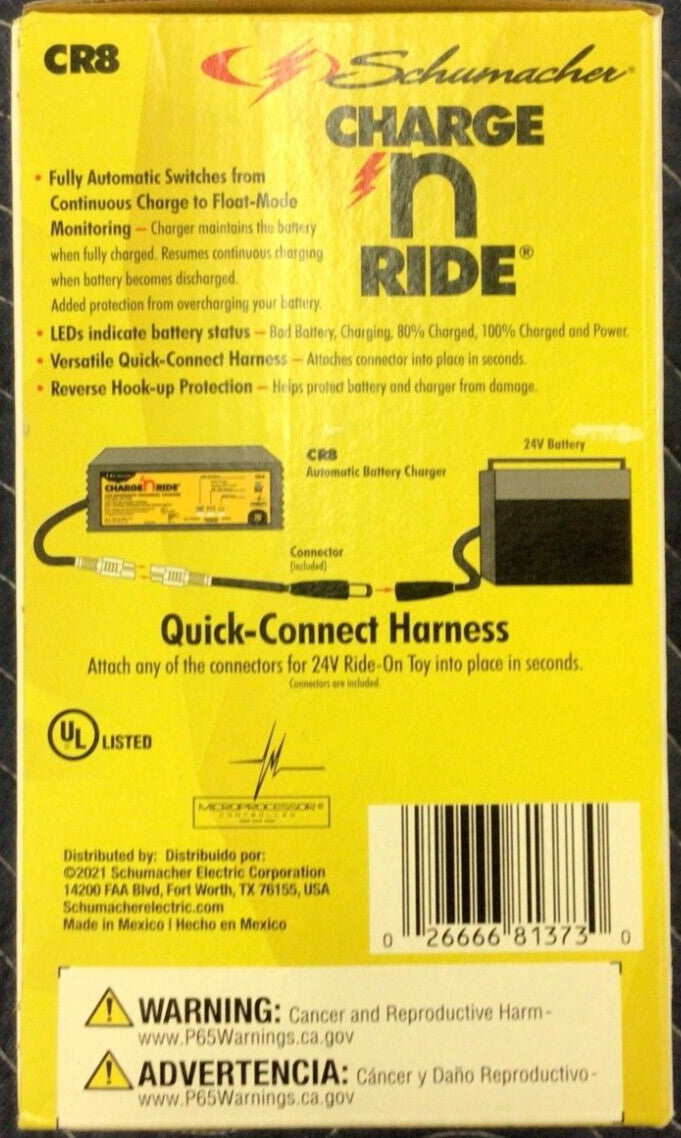 CR8
Schumacher®
CHARGE
'n
RIDE®
• Fully Automatic Switches from
Continuous Charge to Float-Mode
Monitoring – Charger maintains the battery
when fully charged. Resumes continuous charging
when battery becomes discharged.
Added protection from overcharging your battery.
• LEDs indicate battery status – Bad Battery, Charging, 80% Charged, 100% Charged and Power.
• Versatile Quick-Connect Harness – Attaches connector into place in seconds.
• Reverse Hook-up Protection – Helps protect battery and charger from damage.
24V Battery
CR8
Automatic Battery Charger
CHARGE 'n RIDE®
Connector
(included)
Quick-Connect Harness
Attach any of the connectors for 24V Ride-On Toy into place in seconds.
Connectors are included.
UL LISTED
MICROPROCESSOR®
CONTROLLED
Distributed by: Distribuido por:
©2021 Schumacher Electric Corporation
14200 FAA Blvd, Fort Worth, TX 76155, USA
Schumacherelectric.com
Made in Mexico | Hecho en Mexico
0 26666 81373 0
WARNING: Cancer and Reproductive Harm-
www.P65Warnings.ca.gov
ADVERTENCIA: Cáncer y Daño Reproductivo-
www.P65Warnings.ca.gov